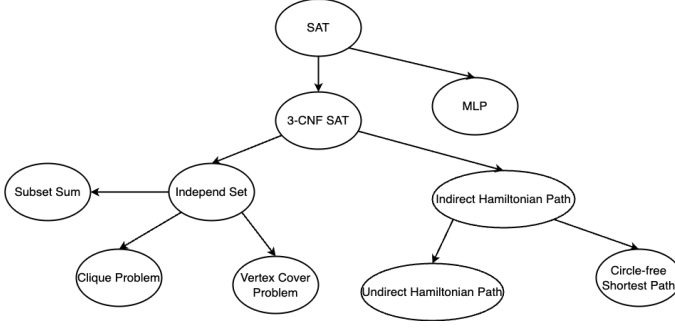 SAT
MLP
3-CNF SAT
Subset Sum
Independ Set
Indirect Hamiltonian Path
Clique Problem
Vertex Cover
Problem
Undirect Hamiltonian Path
Circle-free
Shortest Path